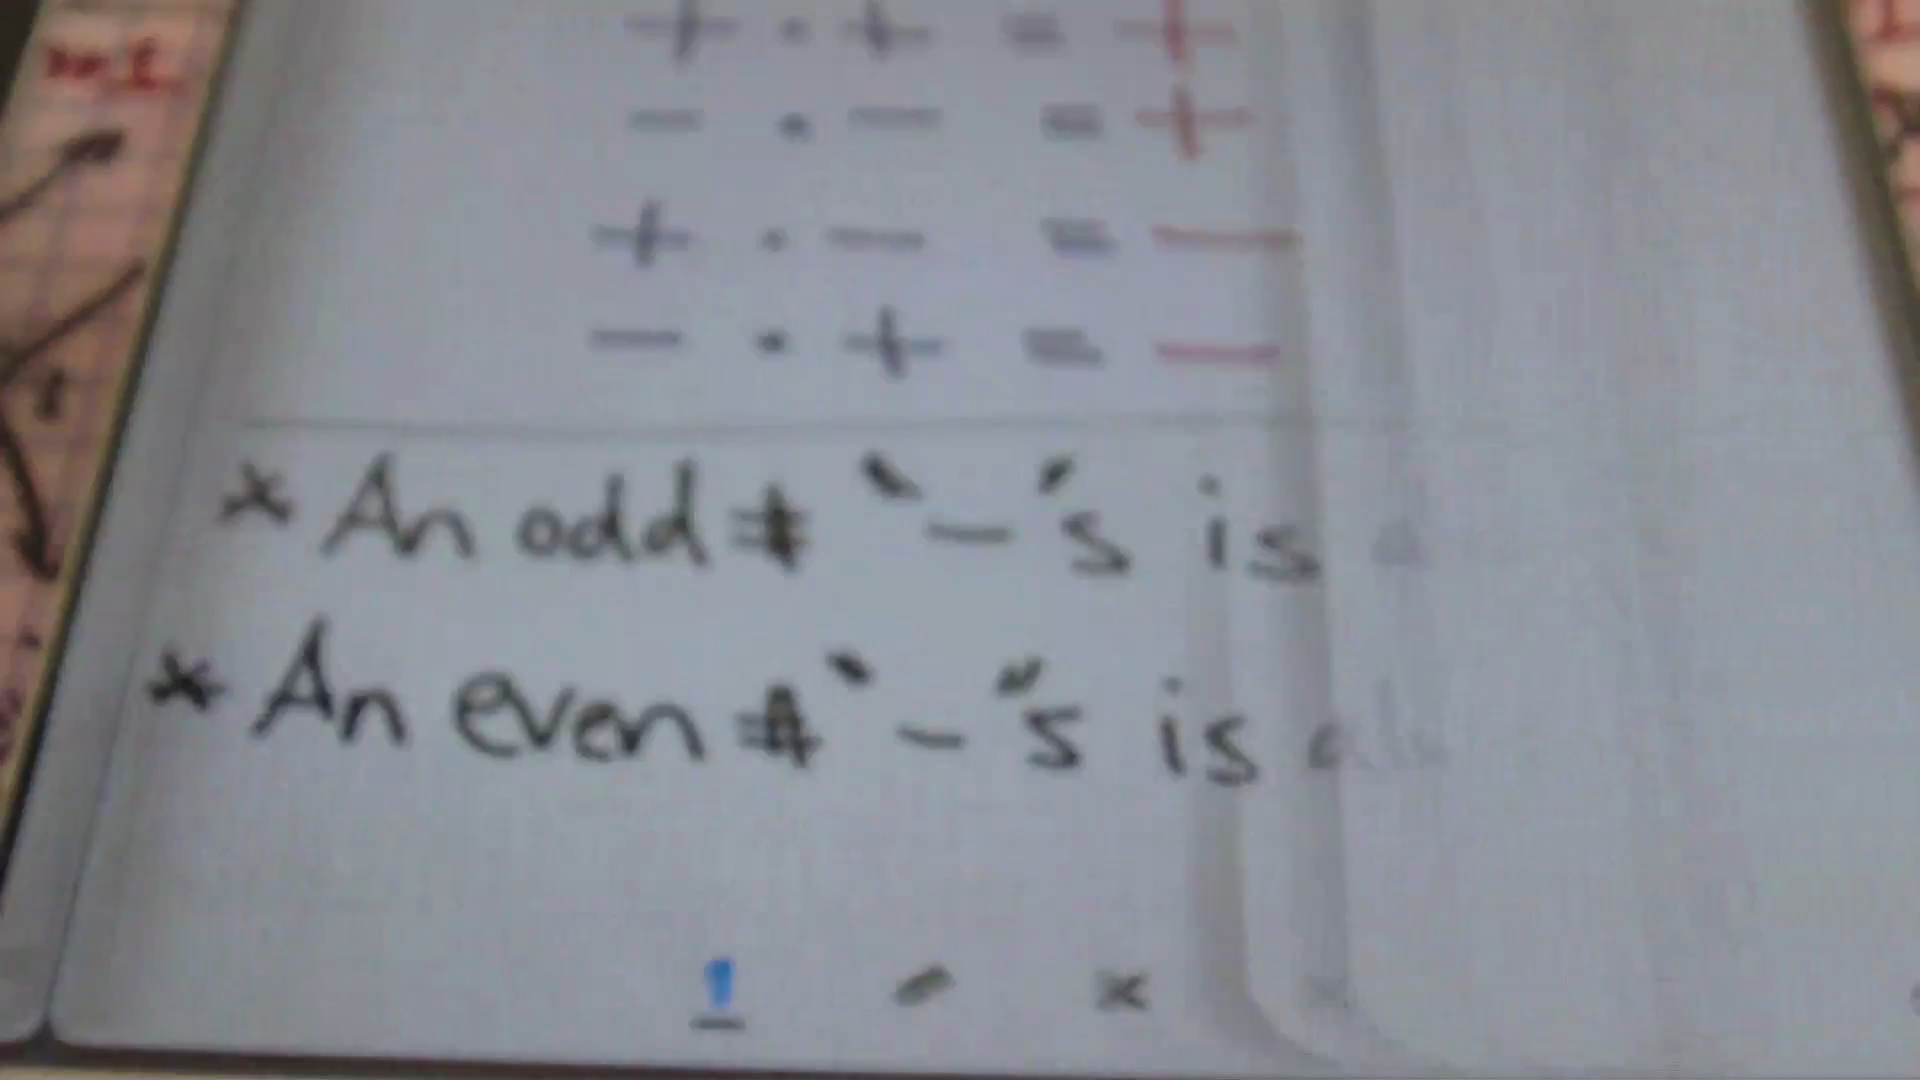 + · + = +
- · - = +
+ · - = -
- · + = -
* An odd # "-"s is
* An even # "-"s is